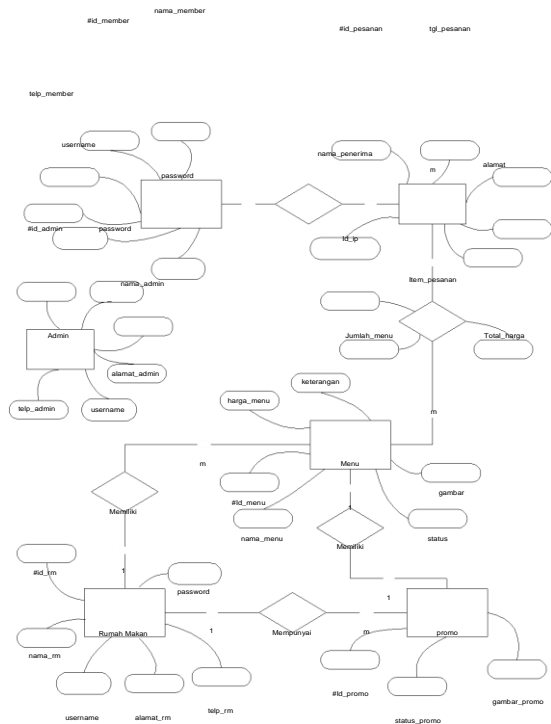 nama_member
#id_member
#id_pesanan
tgl_pesanan
telp_member
username
nama_penerima
m
alamat
password
#id_admin
password
Id_ip
nama_admin
Item_pesanan
Admin
Jumlah_menu
Total_harga
alamat_admin
keterangan
harga_menu
telp_admin
username
m
m
Menu
gambar
#Id_menu
Memiliki
1
nama_menu
status
Memiliki
1
#id_rm
password
1
Rumah Makan
1
Mempunyai
m
promo
nama_rm
#Id_promo
gambar_promo
username
alamat_rm
telp_rm
status_promo